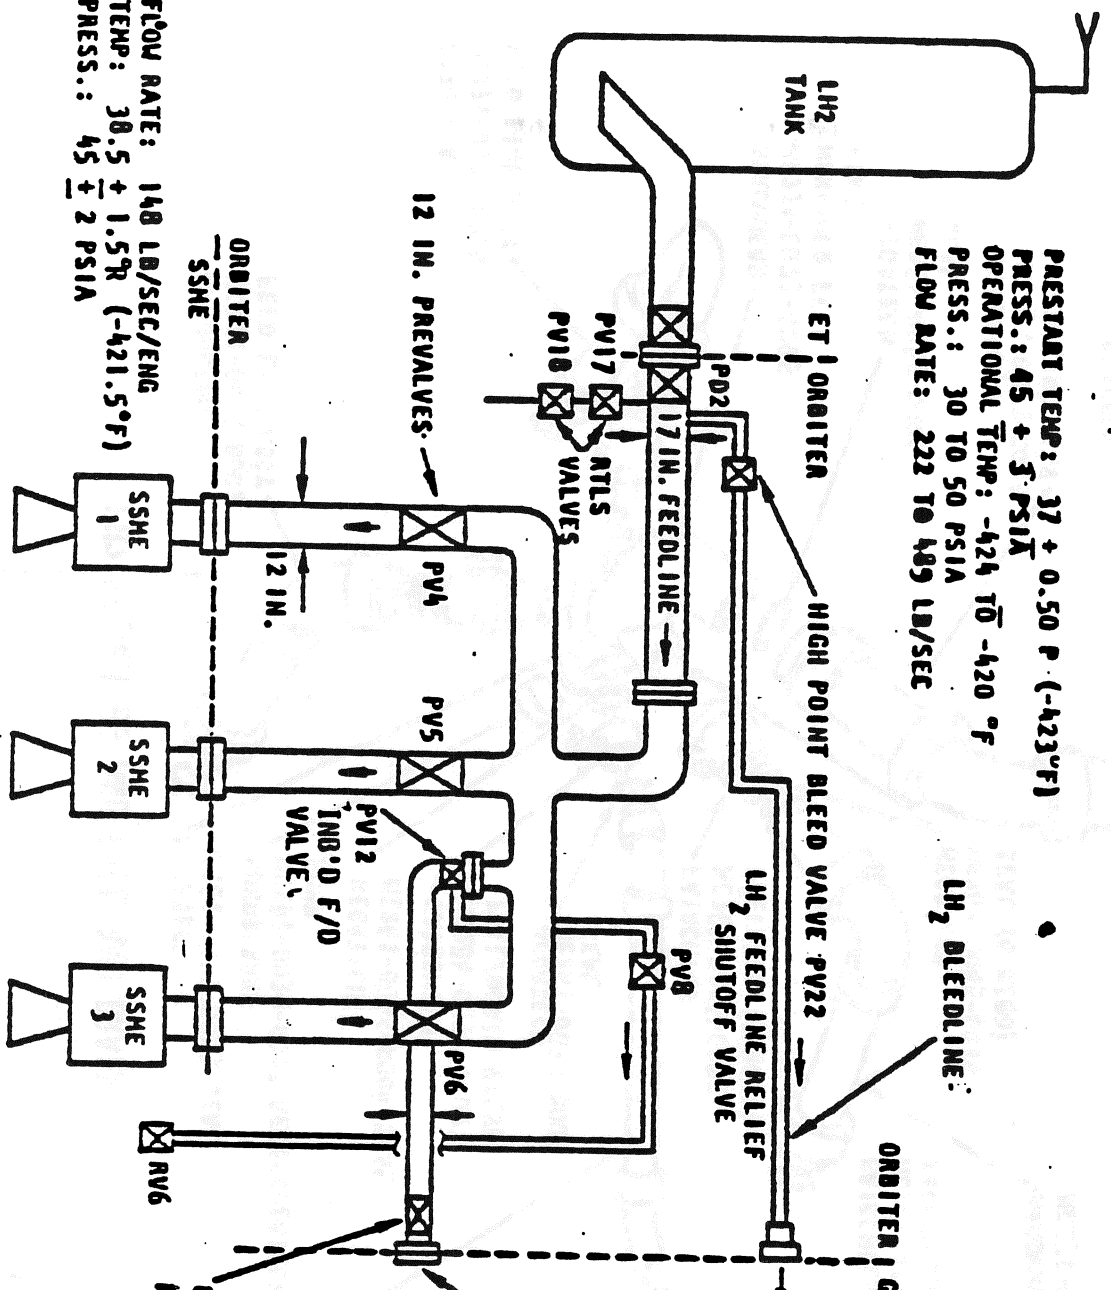 PRESTART TEMP: 37 + 0.50 P (-423°F)
PRESS.: 45 + 3 PSIA
OPERATIONAL TEMP: -424 TO -420 °F
PRESS.: 30 TO 50 PSIA
FLOW RATE: 222 TO 489 LB/SEC
LH2
TANK
ET
ORBITER
PD2
PV17
PV18
RTLS
VALVES
17 IN. FEEDLINE
HIGH POINT BLEED VALVE PV22
LH2 BLEEDLINE
LH2 FEEDLINE RELIEF
SHUTOFF VALVE
ORBITER
G
12 IN. PREVALVES
PV4
PV5
PV6
PV8
PV12
INB'D F/D
VALVE
12 IN.
ORBITER
SSME
SSME
1
SSME
2
SSME
3
RV6
FLOW RATE: 148 LB/SEC/ENG
TEMP: 38.5 ± 1.5°R (-421.5°F)
PRESS.: 45 ± 2 PSIA